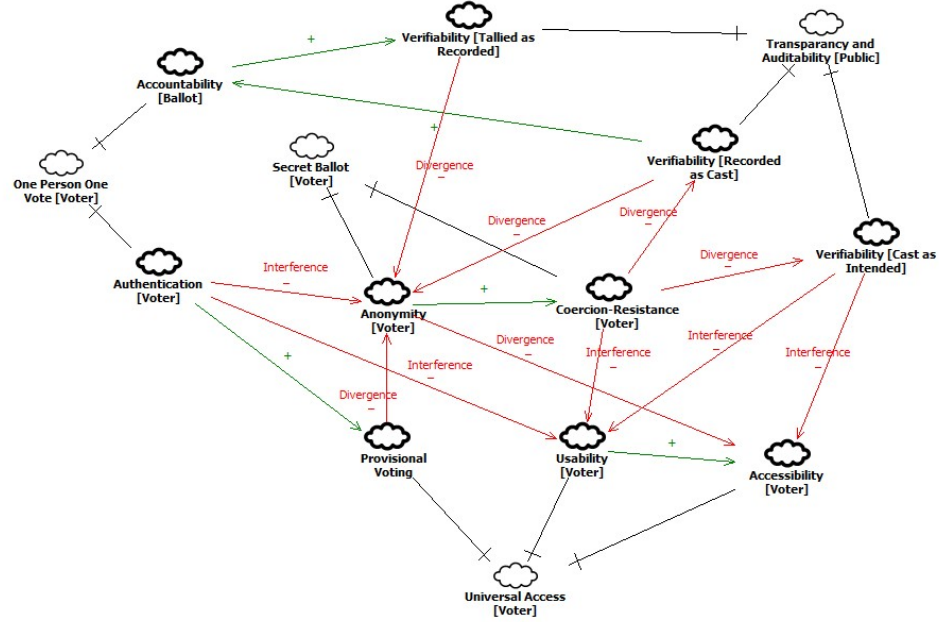 Verifiability [Tallied as
Recorded]
Transparancy and
Auditability [Public]
+
Accountability
[Ballot]
+
Secret Ballot
[Voter]
Divergence
−
Verifiability [Recorded
as Cast]
One Person One
Vote [Voter]
Divergence
−
Divergence
−
Verifiability [Cast as
Intended]
Divergence
−
Authentication
[Voter]
Interference
−
Anonymity
[Voter]
+
Coercion-Resistance
[Voter]
Interference
−
Divergence
−
Interference
−
Interference
−
+
Interference
−
Divergence
−
Provisional
Voting
Usability
[Voter]
+
Accessibility
[Voter]
Universal Access
[Voter]